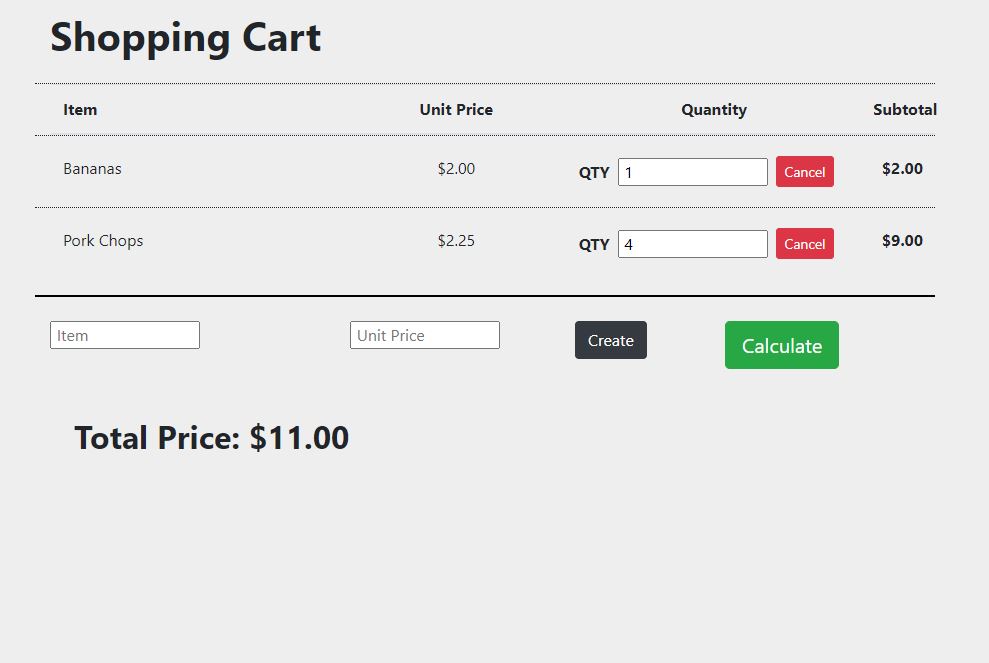 Shopping Cart
Item Unit Price Quantity Subtotal
Bananas $2.00 QTY 1 Cancel $2.00
Pork Chops $2.25 QTY 4 Cancel $9.00
Item Unit Price Create Calculate
Total Price: $11.00